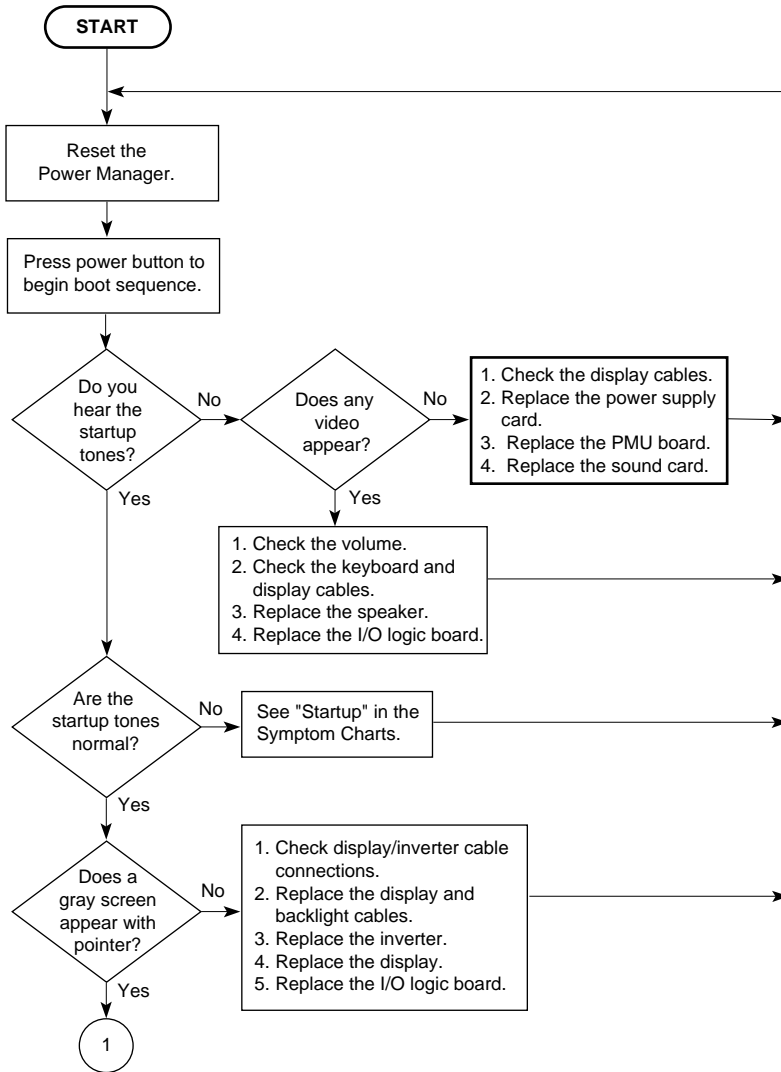 START
Reset the
Power Manager.
Press power button to
begin boot sequence.
Do you
hear the
startup
tones?
No
Does any
video
appear?
No
1. Check the display cables.
2. Replace the power supply
card.
3. Replace the PMU board.
4. Replace the sound card.
Yes
Yes
1. Check the volume.
2. Check the keyboard and
display cables.
3. Replace the speaker.
4. Replace the I/O logic board.
Are the
startup tones
normal?
No
See "Startup" in the
Symptom Charts.
Yes
Does a
gray screen
appear with
pointer?
No
1. Check display/inverter cable
connections.
2. Replace the display and
backlight cables.
3. Replace the inverter.
4. Replace the display.
5. Replace the I/O logic board.
Yes
1